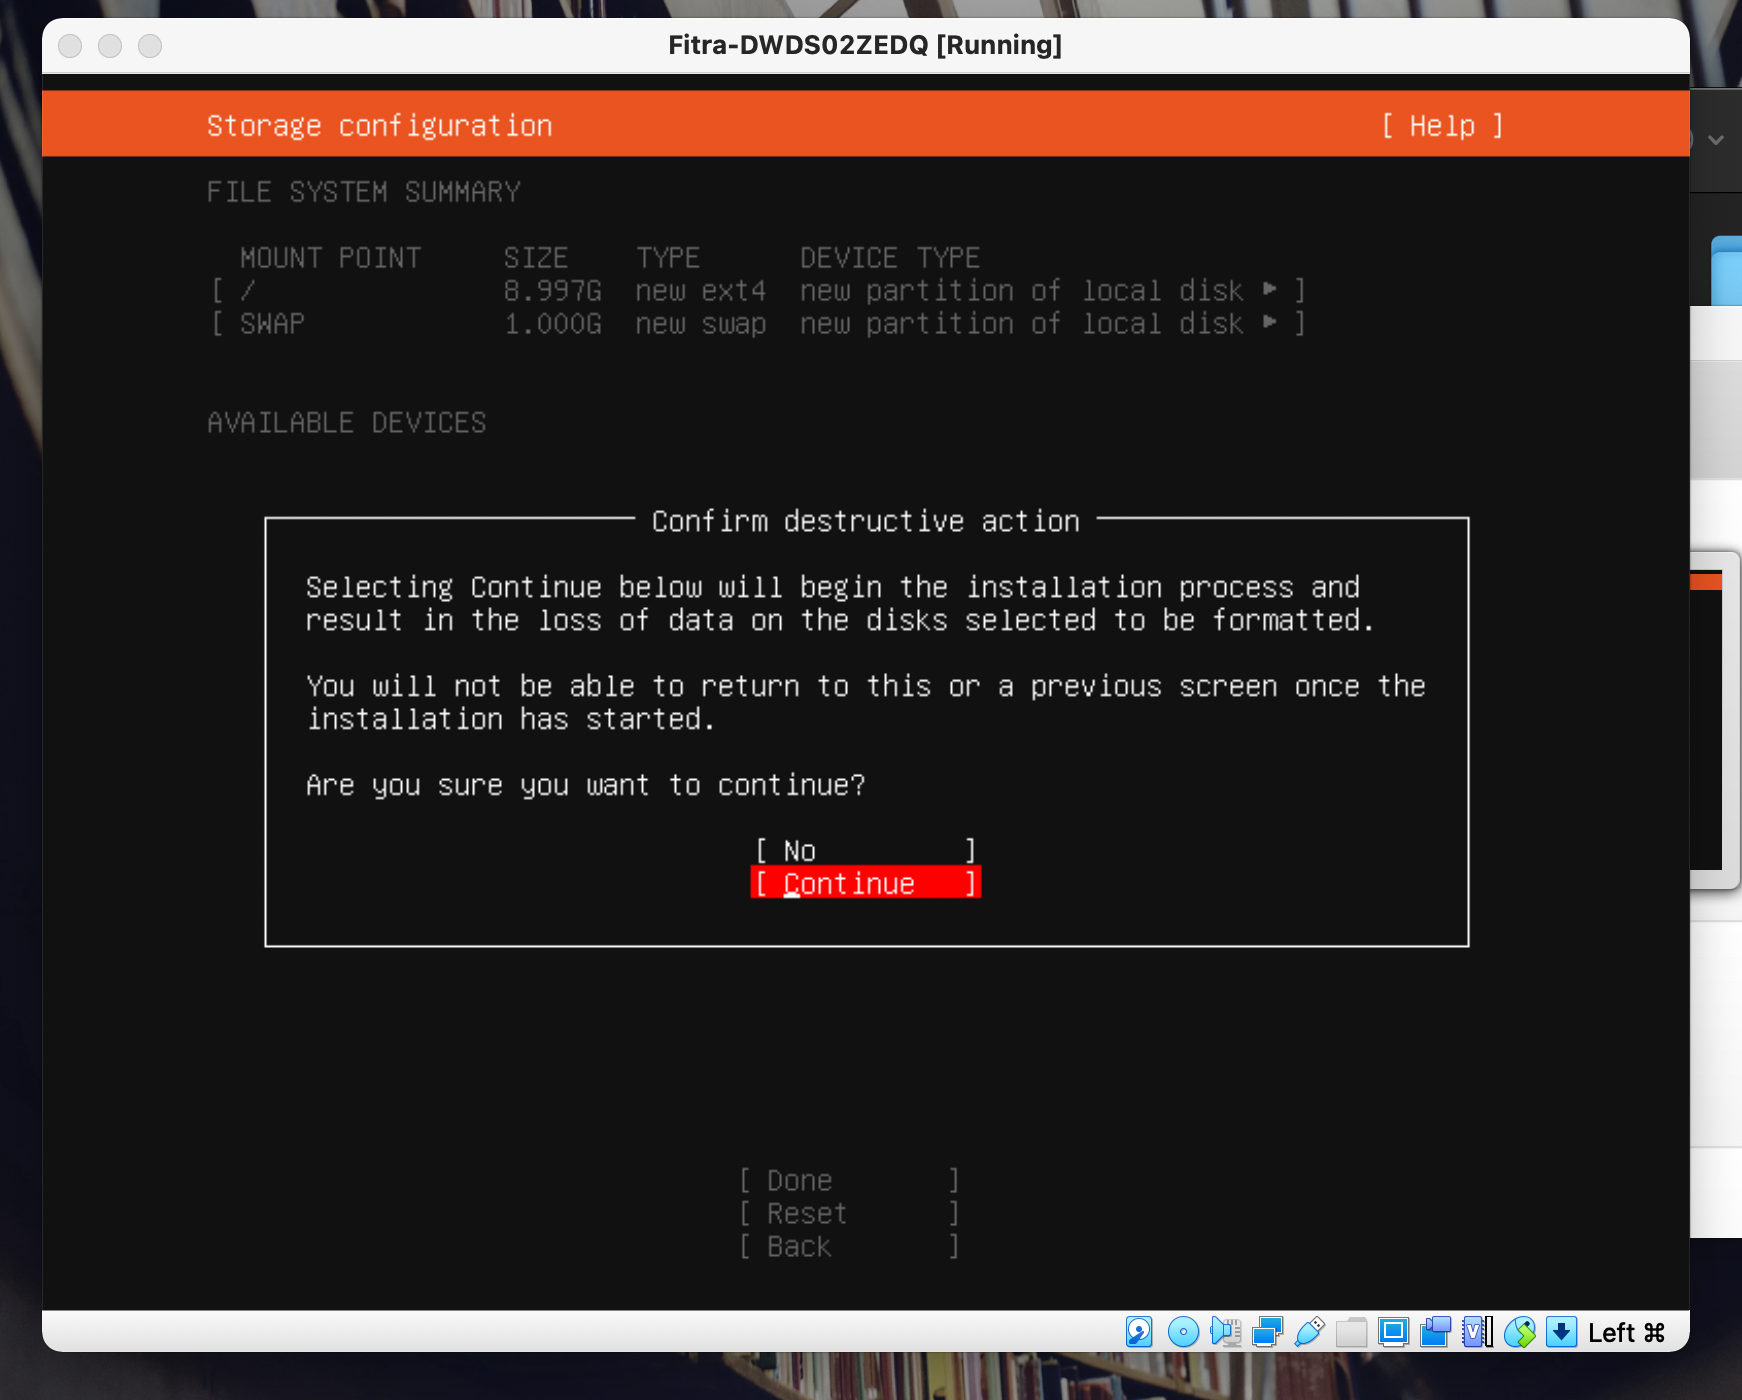 Fitra-DWDS02ZEDQ [Running]
Storage configuration [ Help ]
FILE SYSTEM SUMMARY
MOUNT POINT SIZE TYPE DEVICE TYPE
[ / 8.997G new ext4 new partition of local disk ▸ ]
[ SWAP 1.000G new swap new partition of local disk ▸ ]
AVAILABLE DEVICES
Confirm destructive action
Selecting Continue below will begin the installation process and
result in the loss of data on the disks selected to be formatted.
You will not be able to return to this or a previous screen once the
installation has started.
Are you sure you want to continue?
[ No ]
[ Continue ]
[ Done ]
[ Reset ]
[ Back ]
Left ⌘